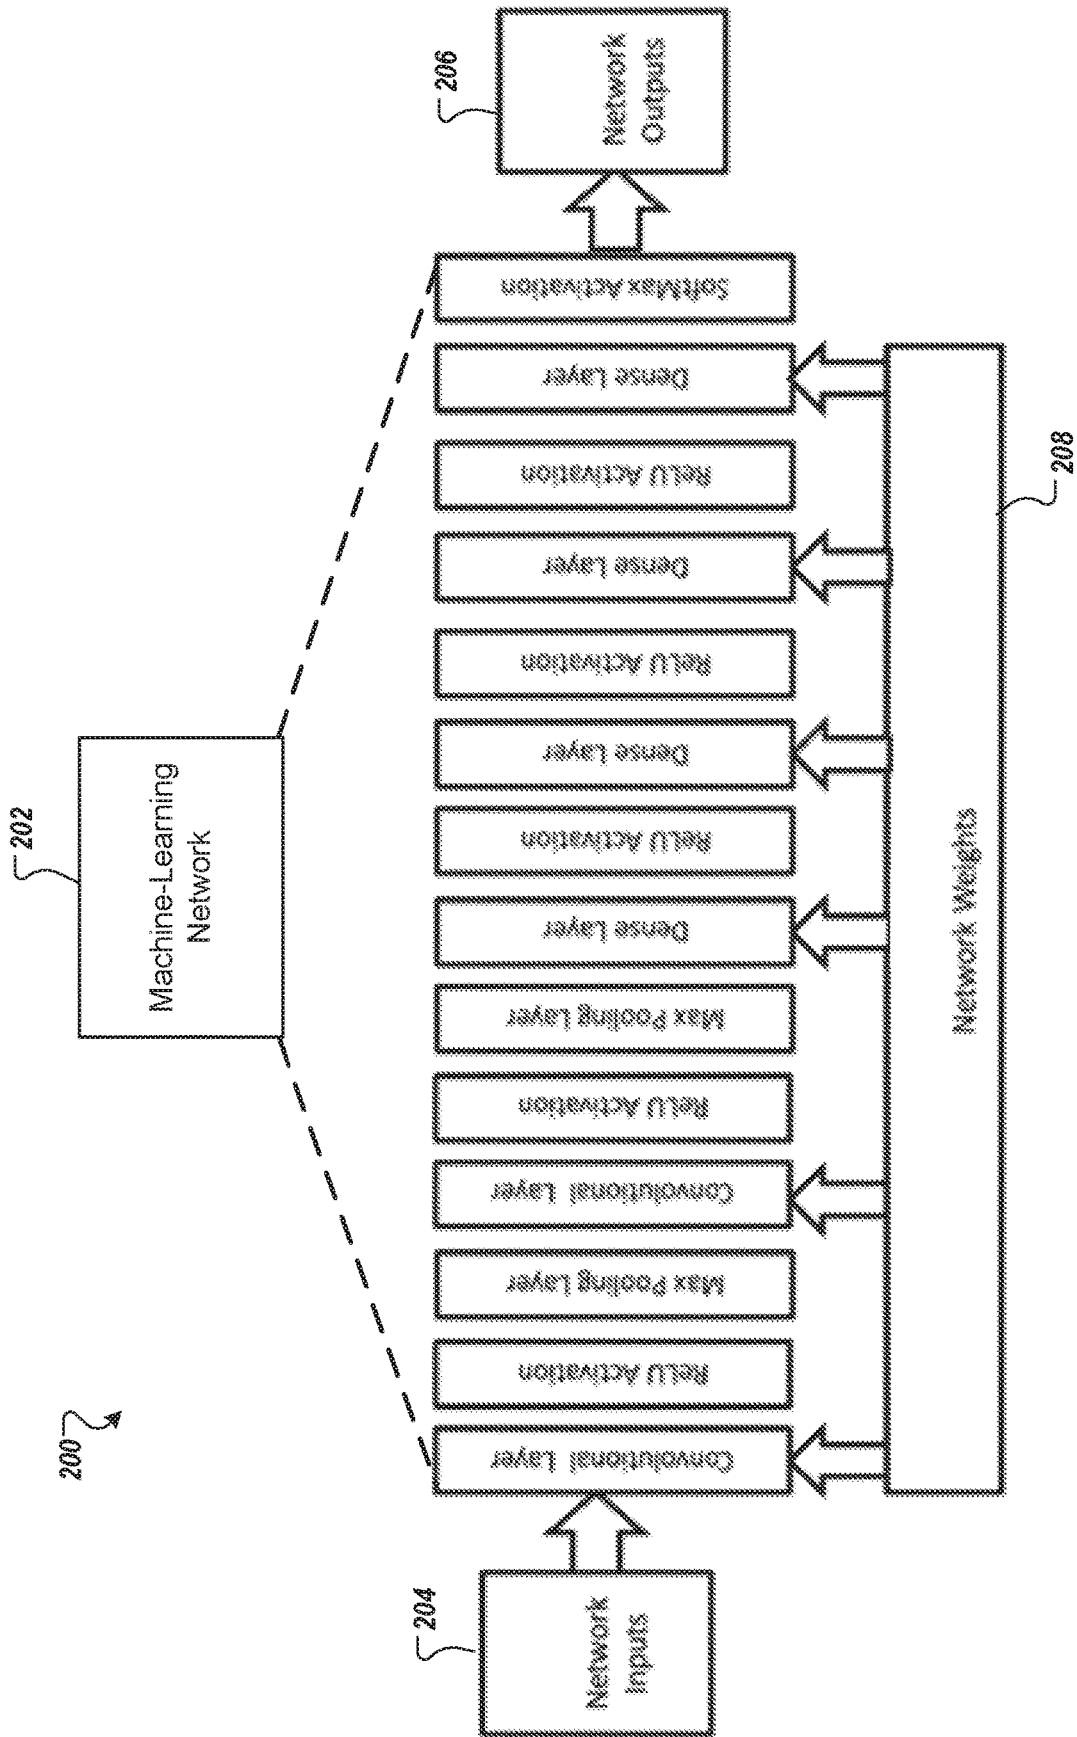 200
202
Machine-Learning
Network
204
Network
Inputs
Convolutional Layer
ReLU Activation
Max Pooling Layer
Convolutional Layer
ReLU Activation
Max Pooling Layer
Dense Layer
ReLU Activation
Dense Layer
ReLU Activation
Dense Layer
ReLU Activation
Dense Layer
SoftMax Activation
206
Network
Outputs
Network Weights
208